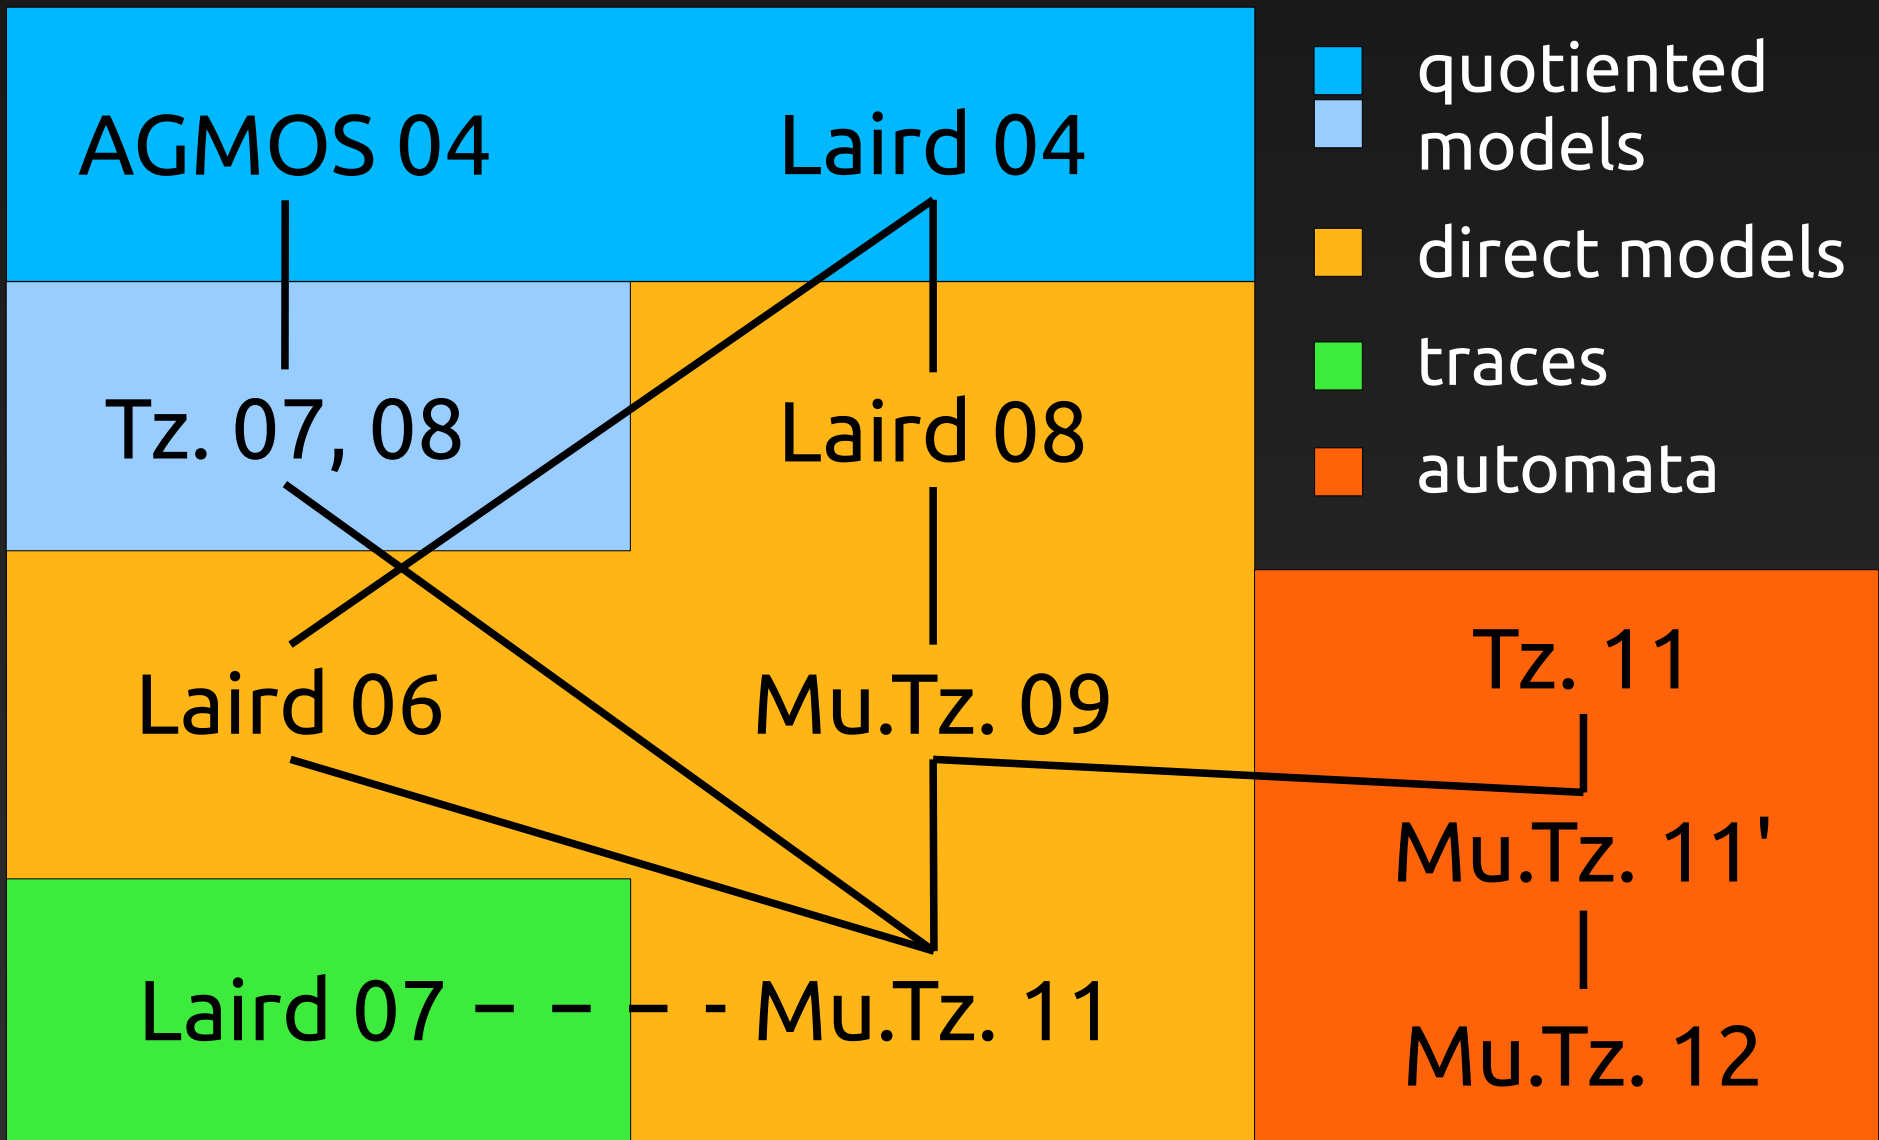 AGMOS 04
Laird 04
quotiented
models
direct models
traces
automata
Tz. 07, 08
Laird 08
Laird 06
Mu.Tz. 09
Tz. 11
Mu.Tz. 11'
Laird 07
Mu.Tz. 11
Mu.Tz. 12